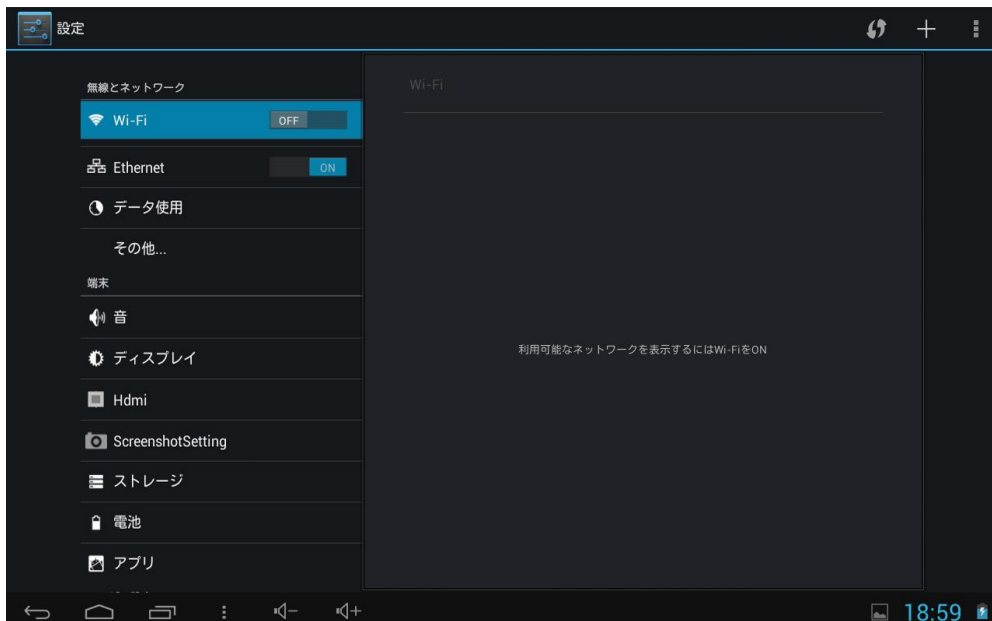 設定
無線とネットワーク
Wi-Fi OFF
Ethernet ON
データ使用
その他...
端末
音
ディスプレイ
Hdmi
ScreenshotSetting
ストレージ
電池
アプリ
Wi-Fi
利用可能なネットワークを表示するにはWi-FiをON
18:59